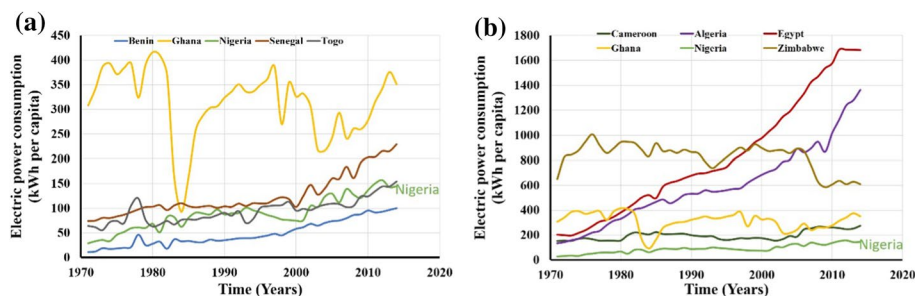 (a)
Electric power consumption
(kWh per capita)
450
400
350
300
250
200
150
100
50
0
Benin Ghana Nigeria Senegal Togo
Nigeria
1970 1980 1990 2000 2010 2020
Time (Years)
(b)
Electric power consumption
(kWh per capita)
1800
1600
1400
1200
1000
800
600
400
200
0
Cameroon Algeria Egypt
Ghana Nigeria Zimbabwe
Nigeria
1970 1980 1990 2000 2010 2020
Time (Years)